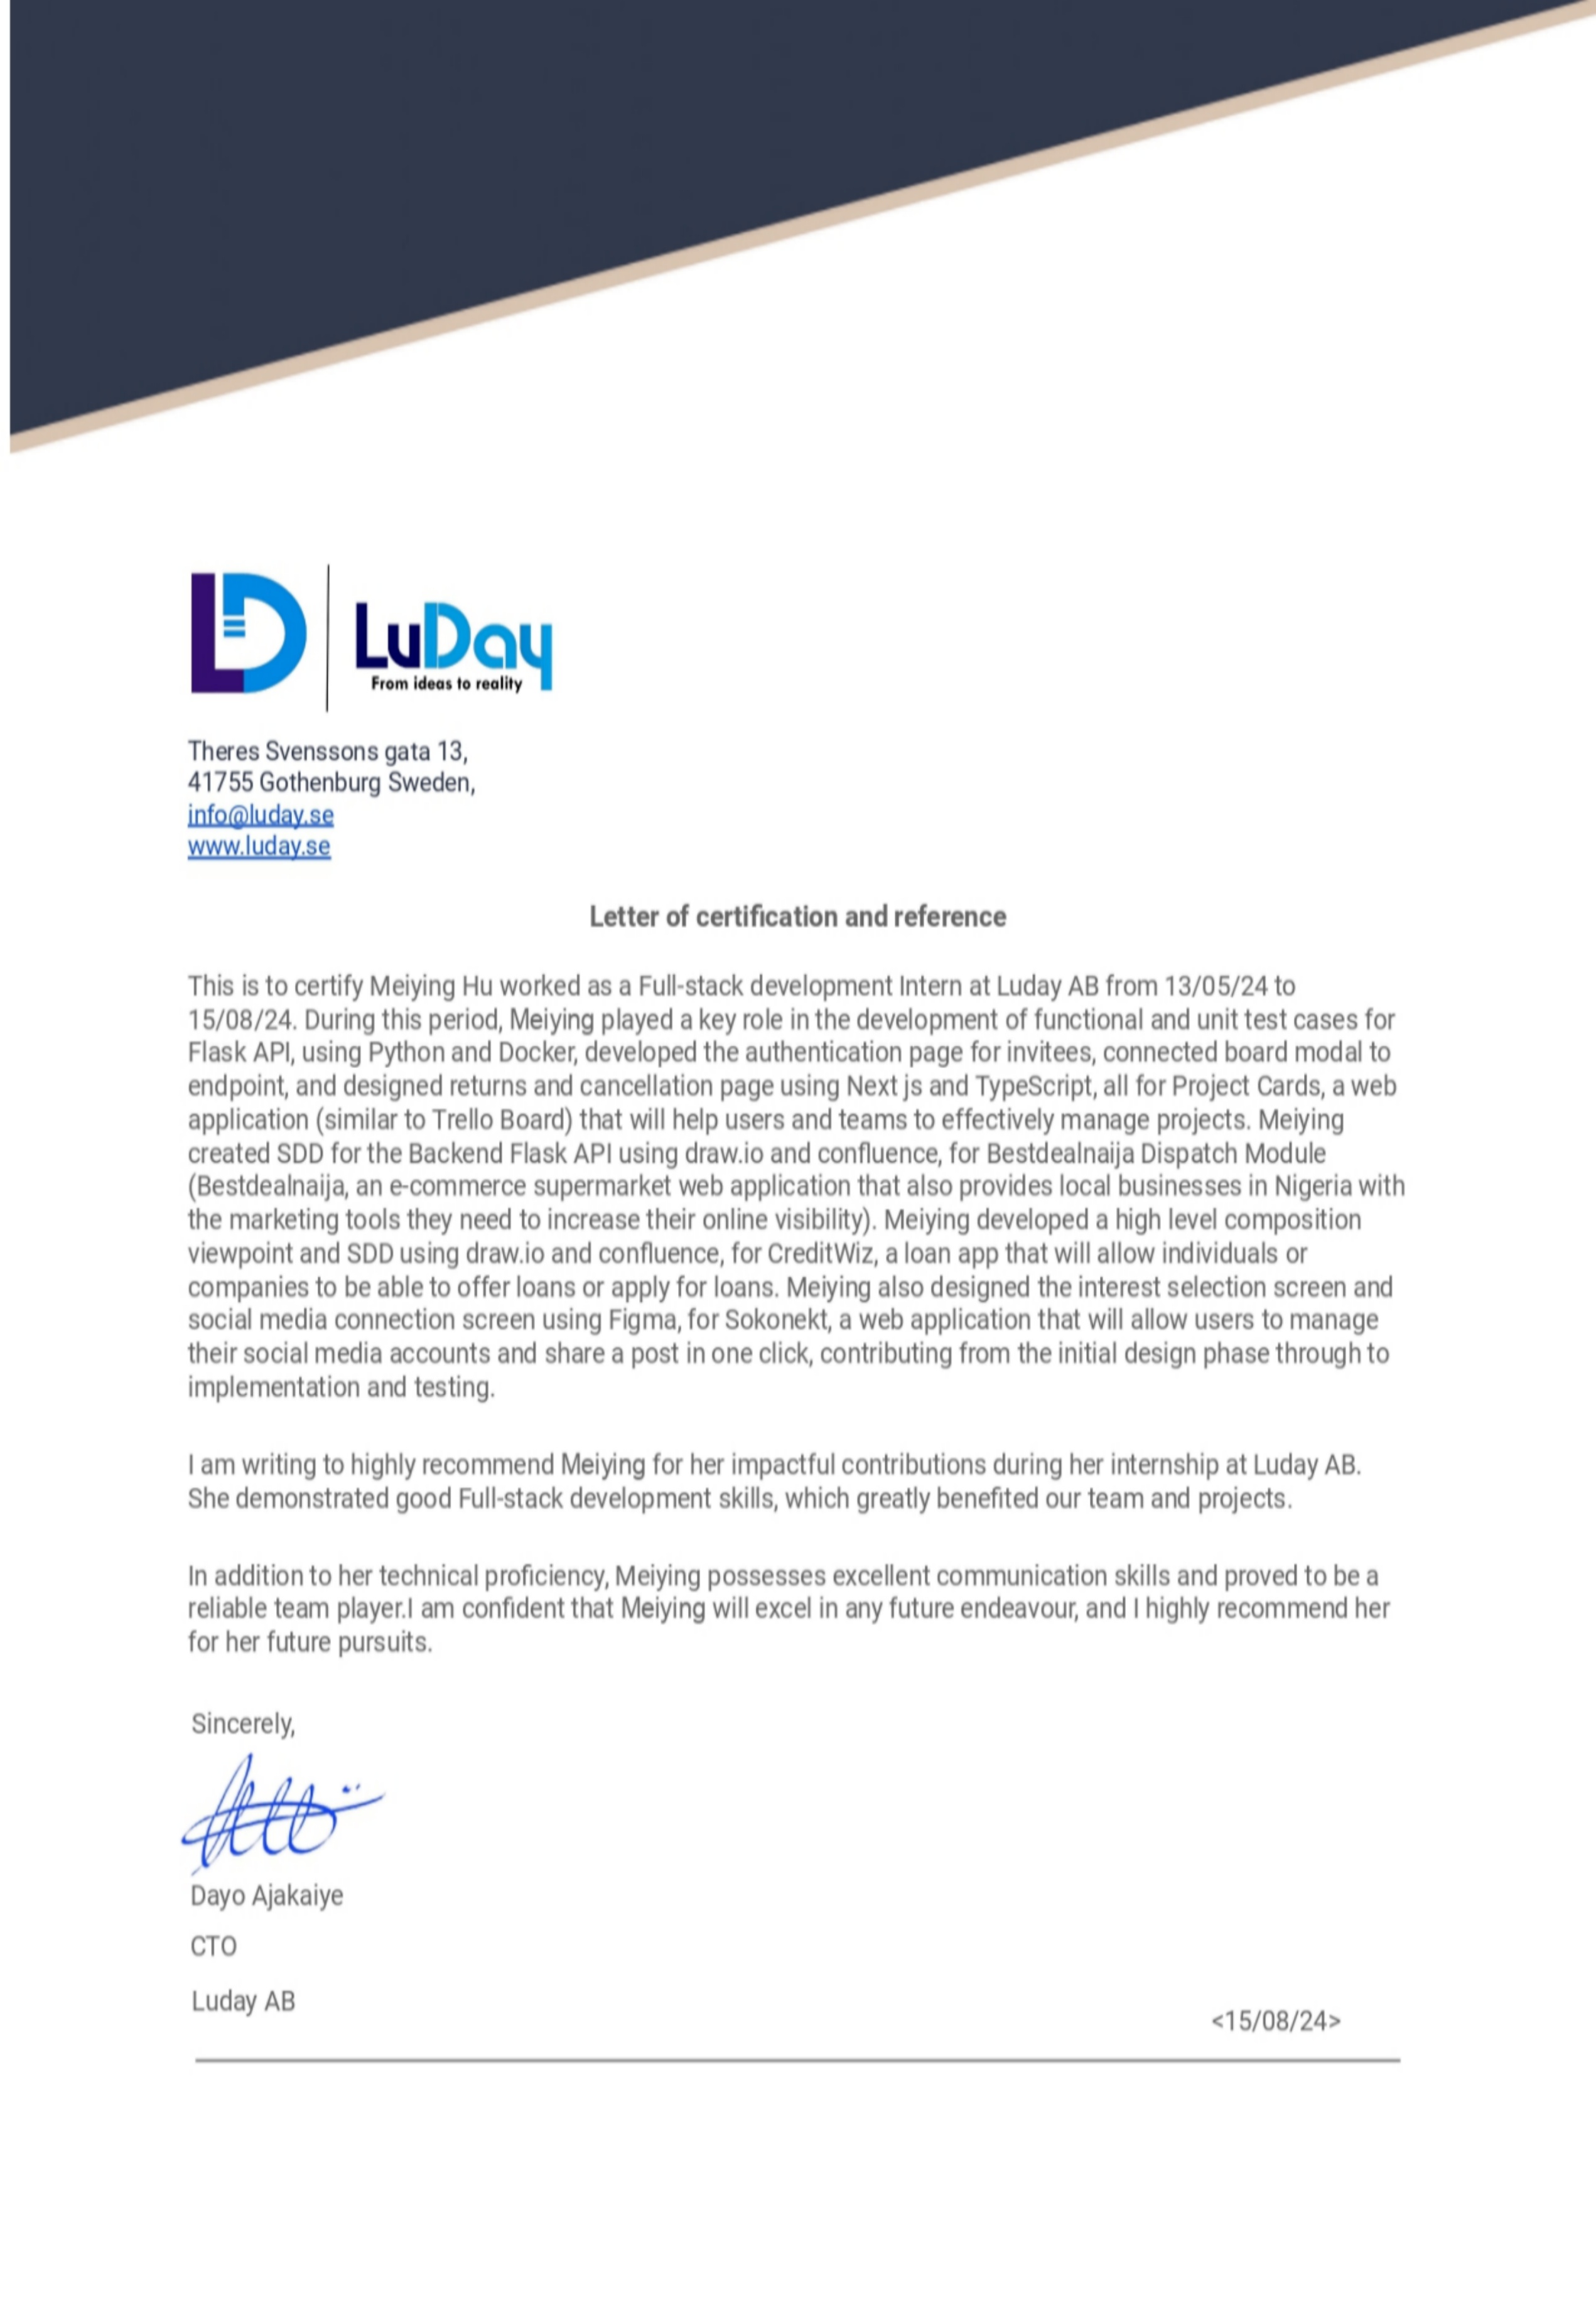 LD
LuDay
From ideas to reality
Theres Svenssons gata 13,
41755 Gothenburg Sweden,
info@luday.se
www.luday.se
Letter of certification and reference
This is to certify Meiying Hu worked as a Full-stack development Intern at Luday AB from 13/05/24 to
15/08/24. During this period, Meiying played a key role in the development of functional and unit test cases for
Flask API, using Python and Docker, developed the authentication page for invitees, connected board modal to
endpoint, and designed returns and cancellation page using Next js and TypeScript, all for Project Cards, a web
application (similar to Trello Board) that will help users and teams to effectively manage projects. Meiying
created SDD for the Backend Flask API using draw.io and confluence, for Bestdealnaija Dispatch Module
(Bestdealnaija, an e-commerce supermarket web application that also provides local businesses in Nigeria with
the marketing tools they need to increase their online visibility). Meiying developed a high level composition
viewpoint and SDD using draw.io and confluence, for CreditWiz, a loan app that will allow individuals or
companies to be able to offer loans or apply for loans. Meiying also designed the interest selection screen and
social media connection screen using Figma, for Sokonekt, a web application that will allow users to manage
their social media accounts and share a post in one click, contributing from the initial design phase through to
implementation and testing.
I am writing to highly recommend Meiying for her impactful contributions during her internship at Luday AB.
She demonstrated good Full-stack development skills, which greatly benefited our team and projects.
In addition to her technical proficiency, Meiying possesses excellent communication skills and proved to be a
reliable team player.I am confident that Meiying will excel in any future endeavour, and I highly recommend her
for her future pursuits.
Sincerely,
Dayo Ajakaiye
CTO
Luday AB
<15/08/24>